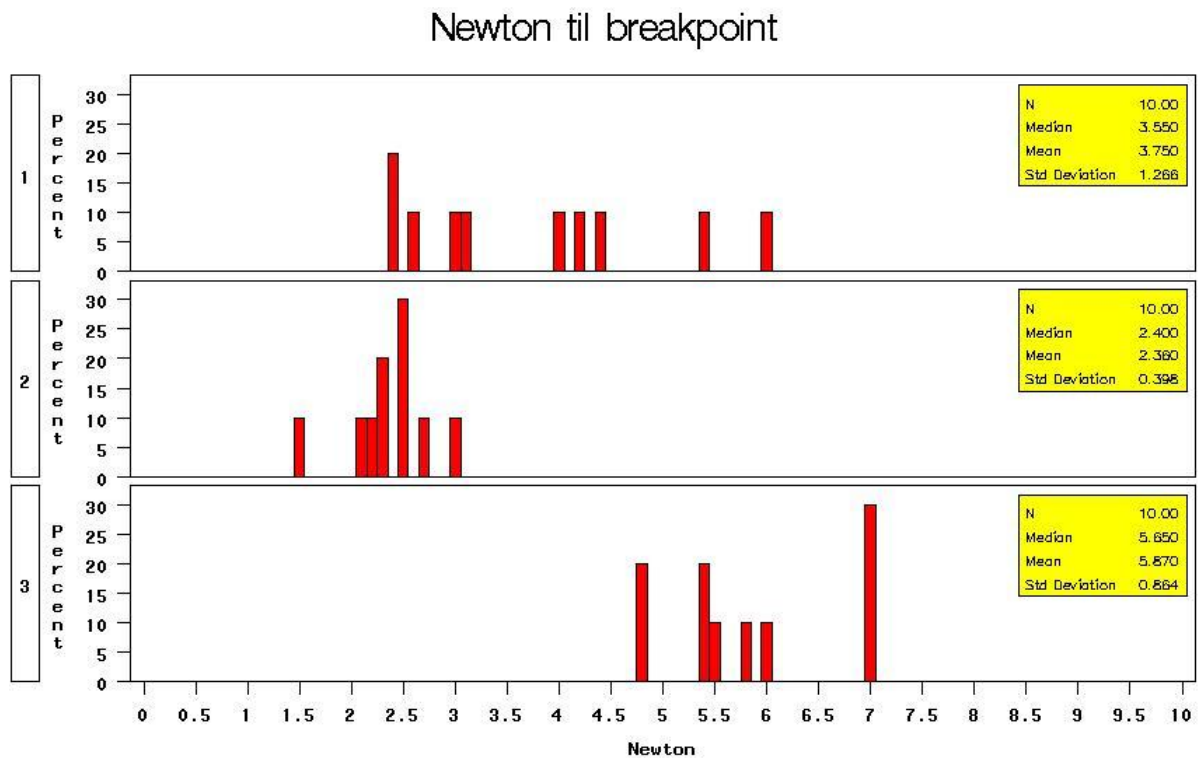 Newton til breakpoint
1
Percent
30
25
20
15
10
5
0
N 10.00
Median 3.550
Mean 3.750
Std Deviation 1.266
2
Percent
30
25
20
15
10
5
0
N 10.00
Median 2.400
Mean 2.360
Std Deviation 0.398
3
Percent
30
25
20
15
10
5
0
N 10.00
Median 5.650
Mean 5.870
Std Deviation 0.864
0 0.5 1 1.5 2 2.5 3 3.5 4 4.5 5 5.5 6 6.5 7 7.5 8 8.5 9 9.5 10
Newton